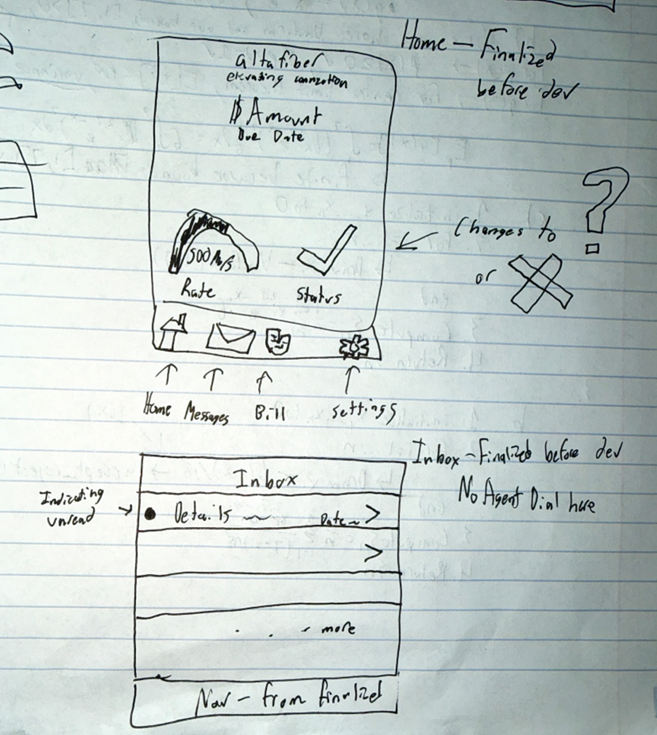 Home - Finalized
before dev
altafiber
elevating connection
$ Amount
Due Date
Changes to
?
or
500 M/S
Rate
Status
Home
Messages
Bill
Settings
Inbox - Finalized before dev
No Agent Dial here
Inbox
Indicating
unread
Details
Date
more
Nav - from finalized